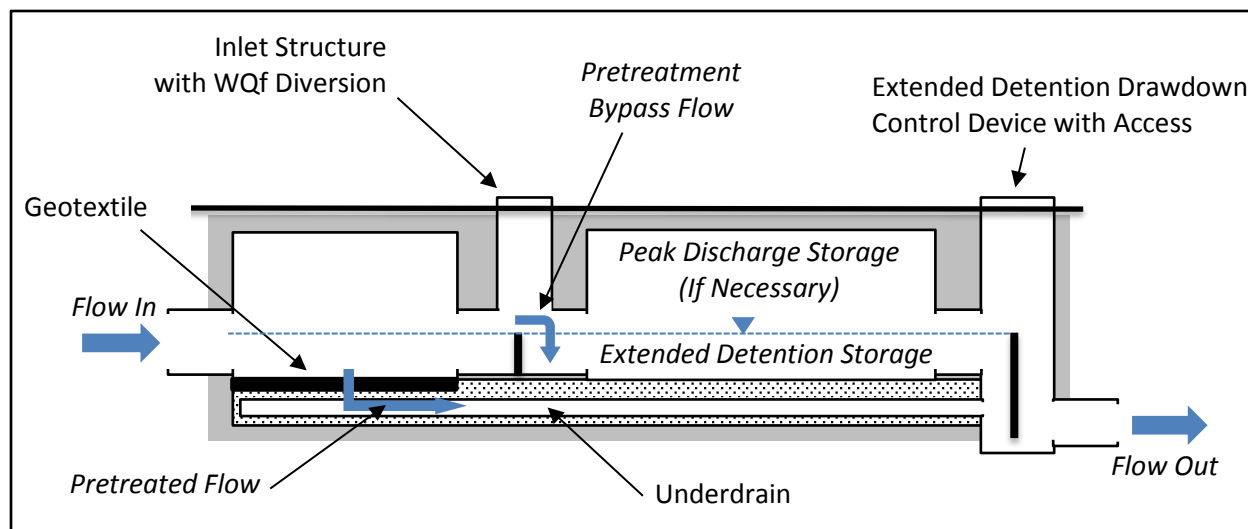 Inlet Structure
with WQf Diversion
Pretreatment
Bypass Flow
Extended Detention Drawdown
Control Device with Access
Geotextile
Peak Discharge Storage
(If Necessary)
Flow In
Extended Detention Storage
Flow Out
Pretreated Flow
Underdrain